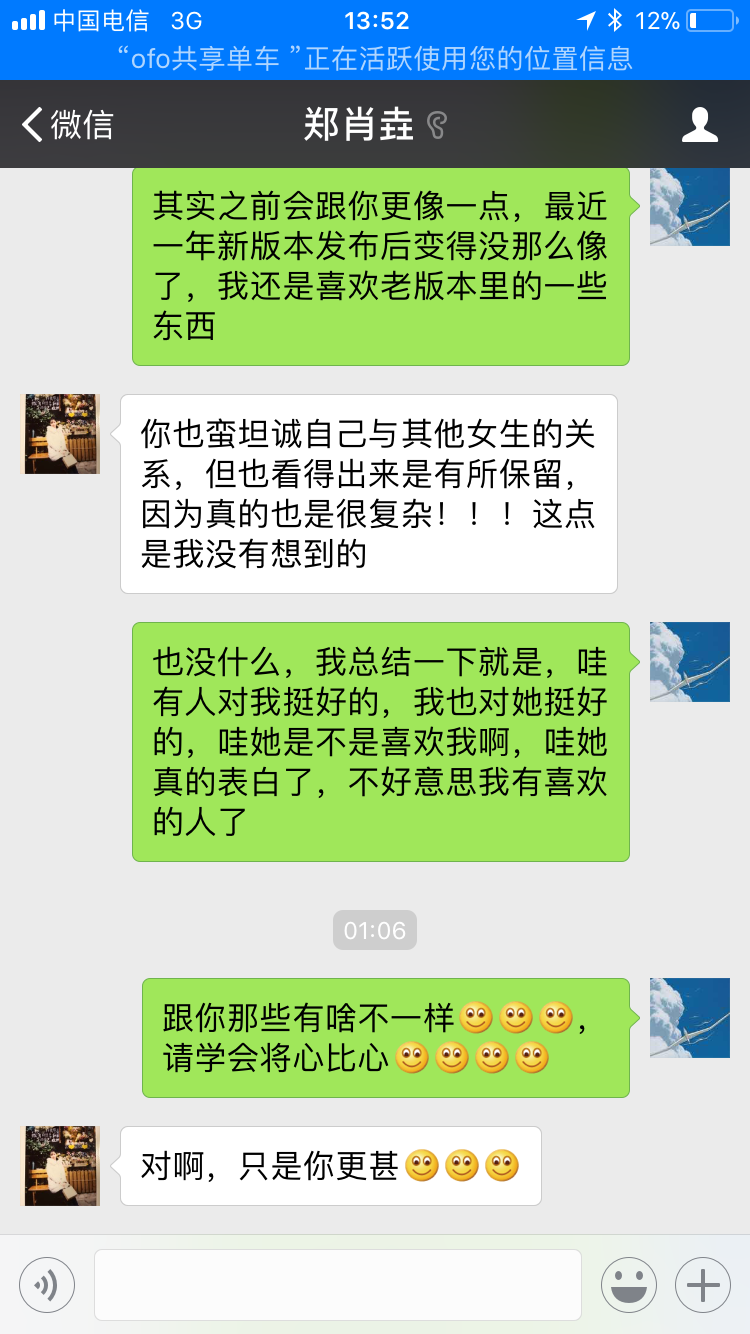 中国电信 3G 13:52 12%
“ofo共享单车 ”正在活跃使用您的位置信息
微信 郑肖垚
其实之前会跟你更像一点，最近
一年新版本发布后变得没那么像
了，我还是喜欢老版本里的一些
东西
你也蛮坦诚自己与其他女生的关
系，但也看得出来是有所保留，
因为真的也是很复杂！！！这点
是我没有想到的
也没什么，我总结一下就是，哇
有人对我挺好的，我也对她挺好
的，哇她是不是喜欢我啊，哇她
真的表白了，不好意思我有喜欢
的人了
01:06
跟你那些有啥不一样，
请学会将心比心
对啊，只是你更甚